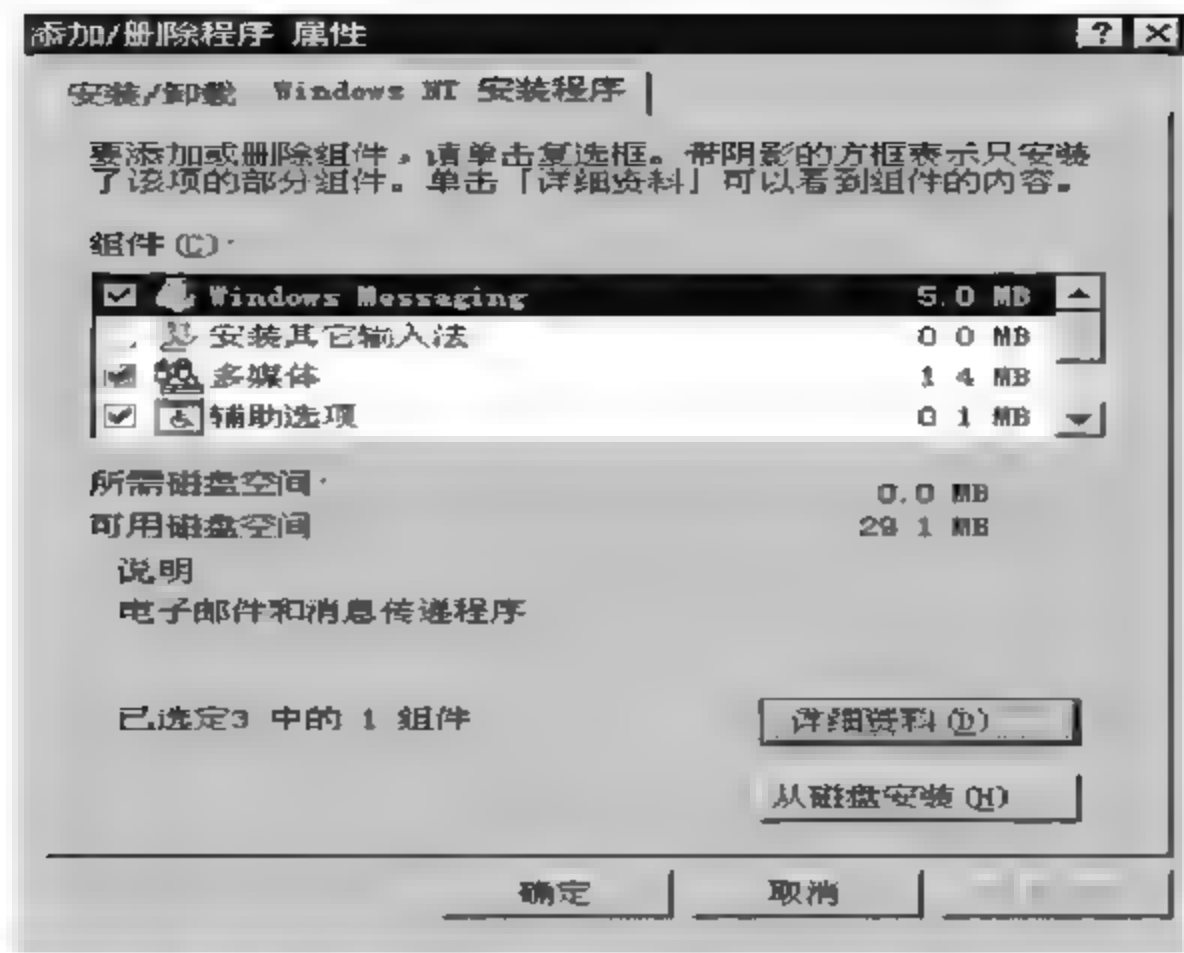 添加/删除程序 属性
安装/卸载 Windows NT 安装程序
要添加或删除组件，请单击复选框。带阴影的方框表示只安装
了该项的部分组件。单击「详细资料」可以看到组件的内容。
组件(C):
Windows Messaging 5.0 MB
安装其它输入法 0 0 MB
多媒体 1 4 MB
辅助选项 0 1 MB
所需磁盘空间: 0.0 MB
可用磁盘空间 29 1 MB
说明
电子邮件和消息传递程序
已选定3 中的 1 组件
详细资料(D)
从磁盘安装(H)
确定 取消